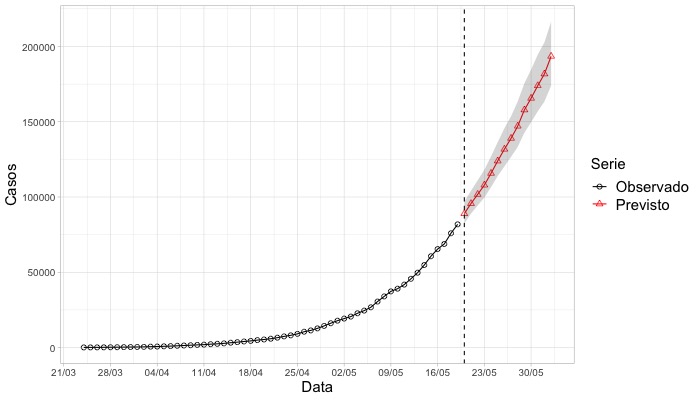 Casos
200000
150000
100000
50000
0
21/03 28/03 04/04 11/04 18/04 25/04 02/05 09/05 16/05 23/05 30/05
Data
Serie
Observado
Previsto